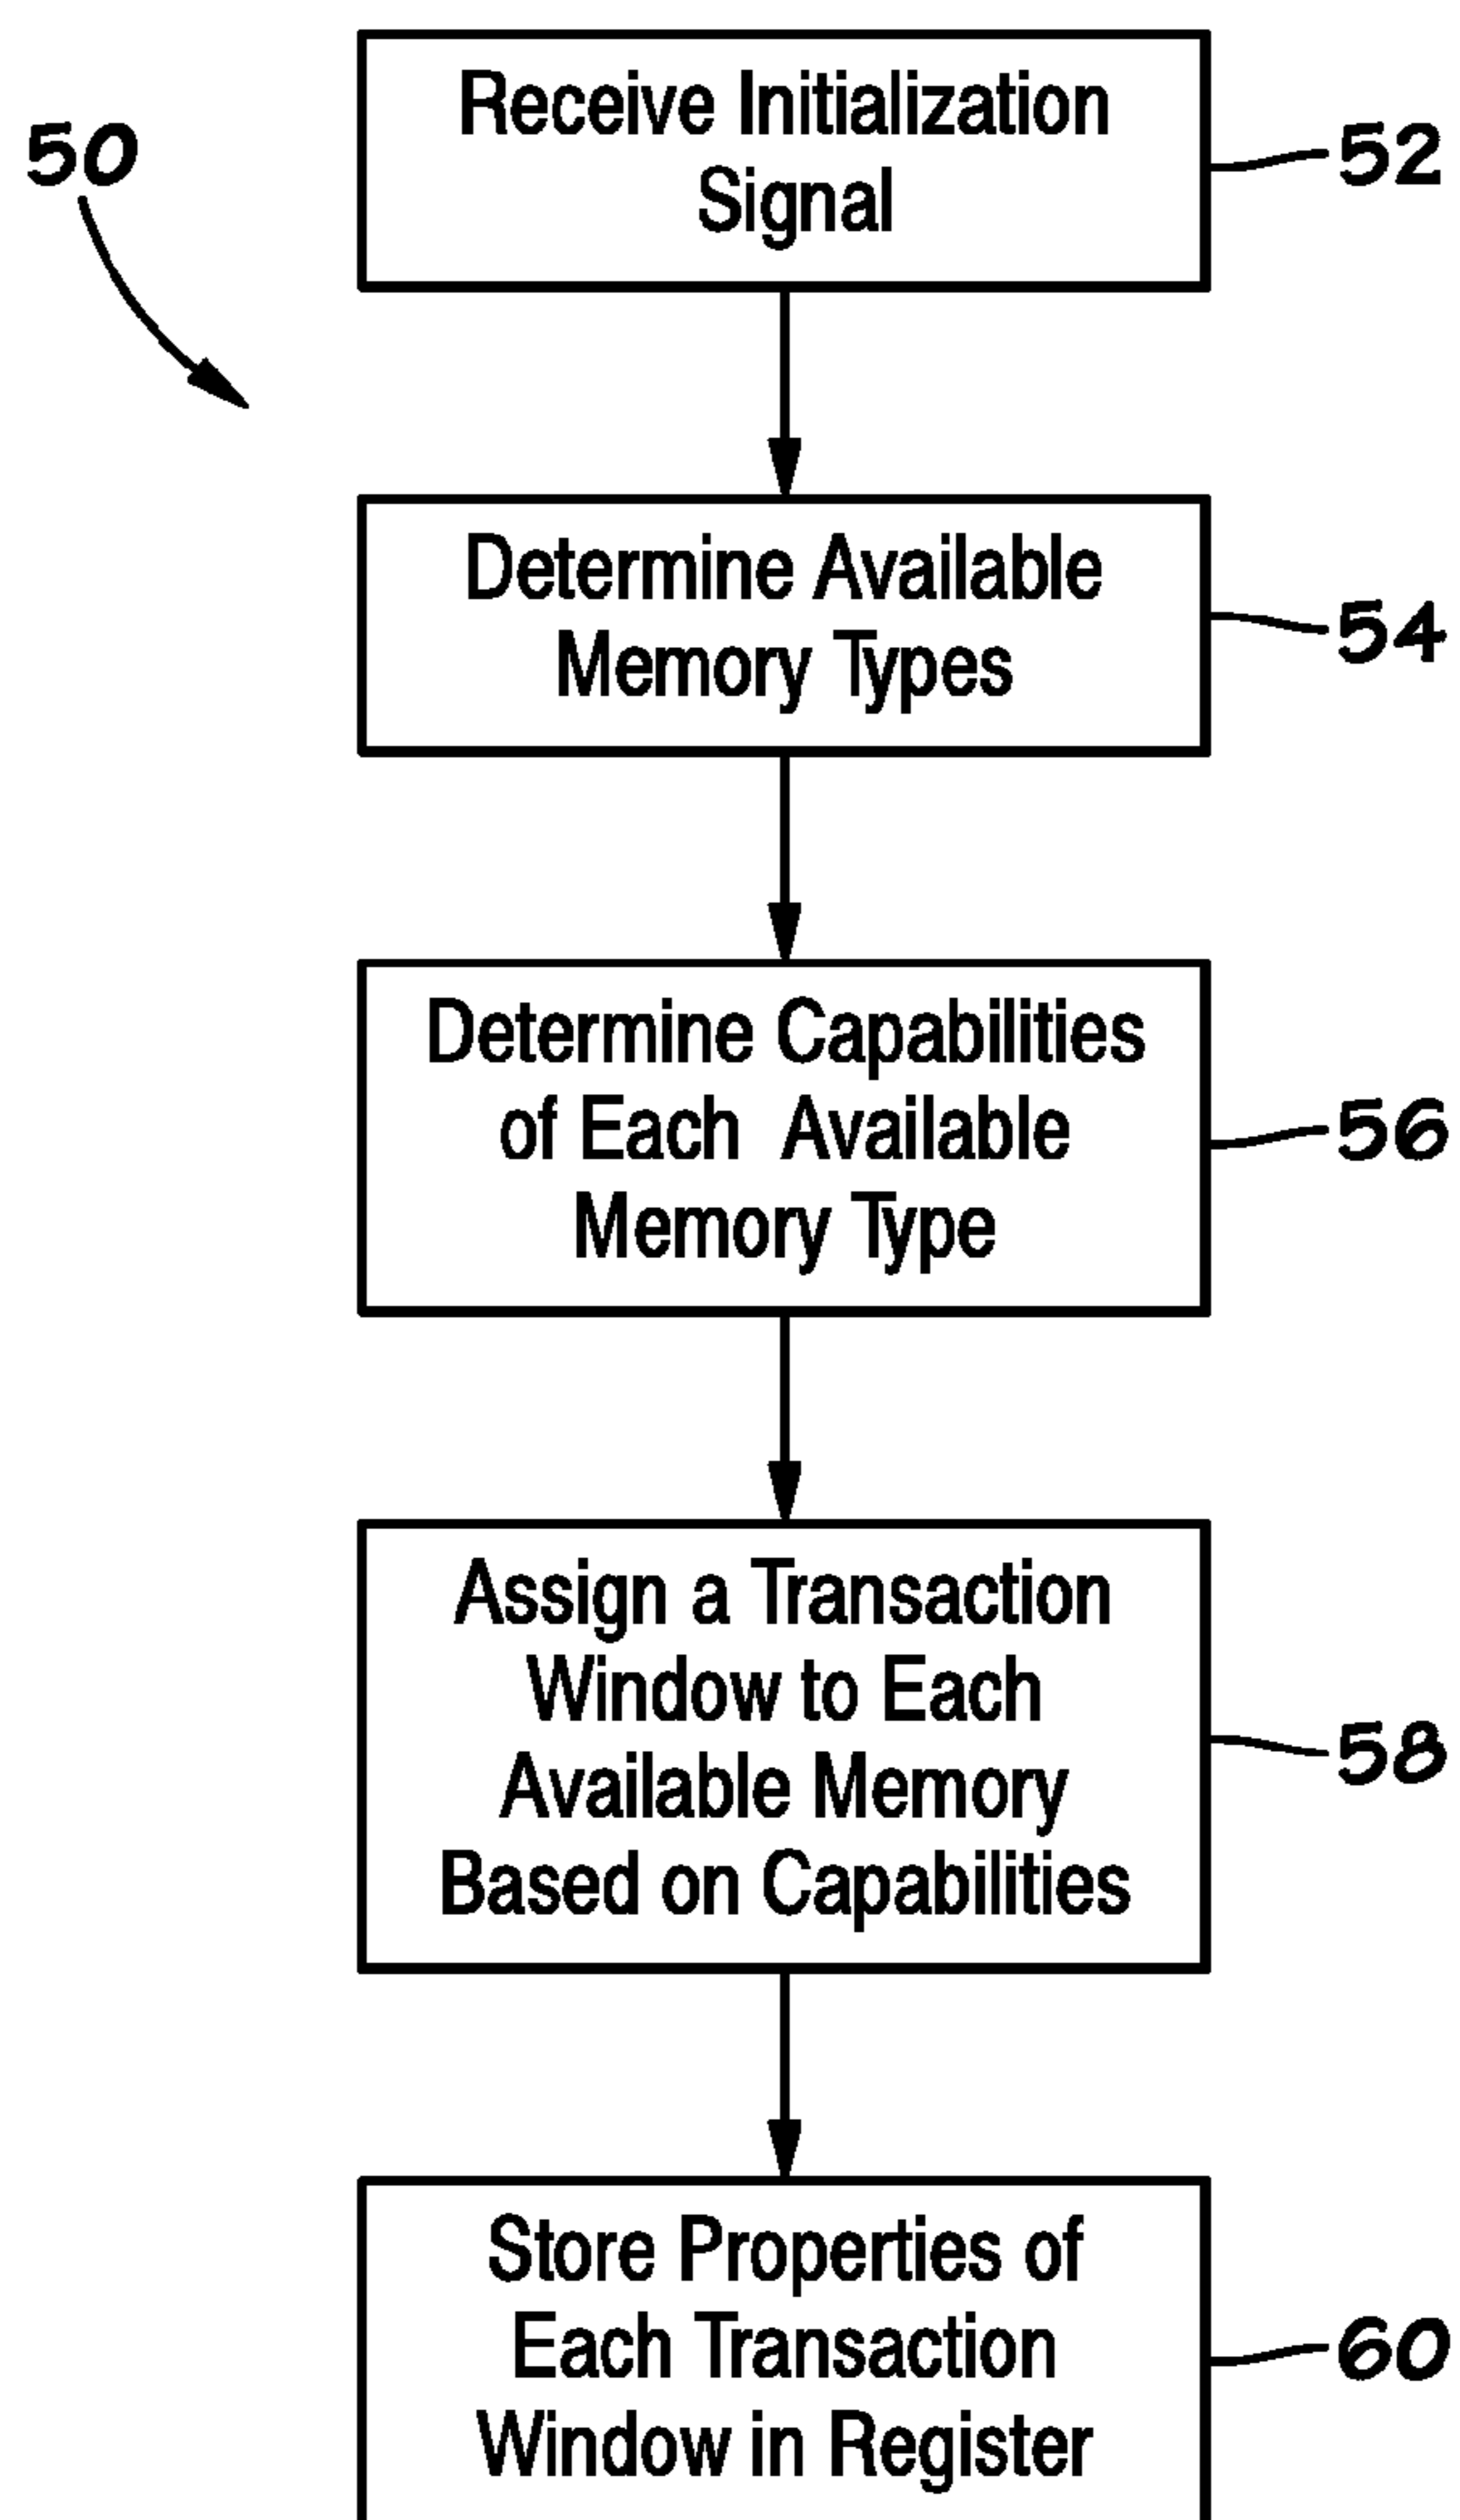 50
Receive Initialization
Signal
52
Determine Available
Memory Types
54
Determine Capabilities
of Each Available
Memory Type
56
Assign a Transaction
Window to Each
Available Memory
Based on Capabilities
58
Store Properties of
Each Transaction
Window in Register
60